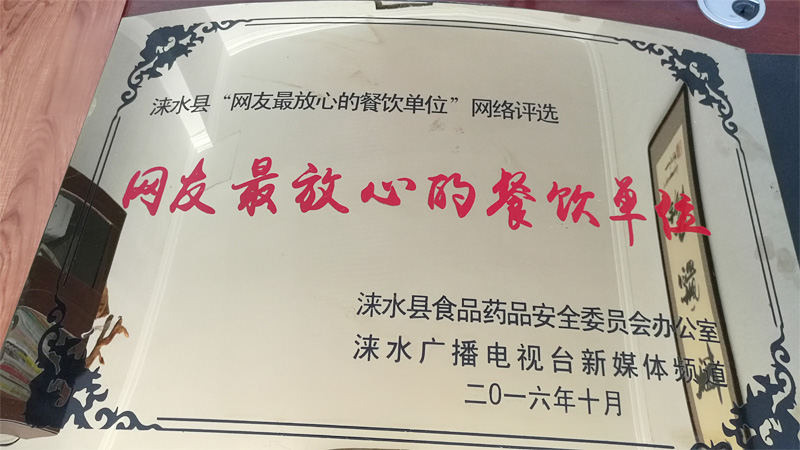 涞水县“网友最放心的餐饮单位”网络评选
网友最放心的餐饮单位
涞水县食品药品安全委员会办公室
涞水广播电视台新媒体频道
二〇一六年十月